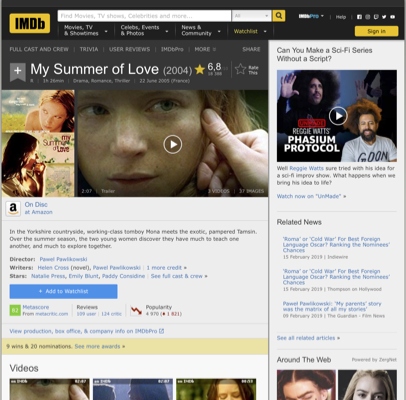 IMDb
Find Movies, TV shows, Celebrities and more...
All
IMDbPro
Help
Movies, TV
& Showtimes
Celebs, Events
& Photos
News &
Community
Watchlist
Sign in
FULL CAST AND CREW | TRIVIA | USER REVIEWS | IMDbPro | MORE
SHARE
My Summer of Love (2004)
6,8
Rate
This
R | 1h 26min | Drama, Romance, Thriller | 22 June 2005 (France)
my
Summer
of Love
2:07 | Trailer
3 VIDEOS | 37 IMAGES
On Disc
at Amazon
In the Yorkshire countryside, working-class tomboy Mona meets the exotic, pampered Tamsin.
Over the summer season, the two young women discover they have much to teach one
another, and much to explore together.
Director: Pawel Pawlikowski
Writers: Helen Cross (novel), Pawel Pawlikowski | 1 more credit »
Stars: Natalie Press, Emily Blunt, Paddy Considine | See full cast & crew »
+ Add to Watchlist
82
Metascore
From metacritic.com
Reviews
109 user | 124 critic
Popularity
4 970 ( 1 821)
View production, box office, & company info on IMDbPro
9 wins & 20 nominations. See more awards »
Videos
Can You Make a Sci-Fi Series
Without a Script?
REGGIE WATTS'
PHASIUM
PROTOCOL
Well Reggie Watts sure tried with his idea
for a sci-fi improv show. What happens when we
bring his idea to life?
Watch now on "UnMade" »
Related News
'Roma' or 'Cold War' For Best Foreign
Language Oscar? Ranking the Nominees'
Chances
15 February 2019 | Indiewire
'Roma' or 'Cold War' For Best Foreign
Language Oscar? Ranking the Nominees'
Chances
15 February 2019 | Thompson on Hollywood
Pawel Pawlikowski: 'My parents' story
was the matrix of all my stories'
09 February 2019 | The Guardian - Film News
See all related articles »
Around The Web
Powered by ZergNet